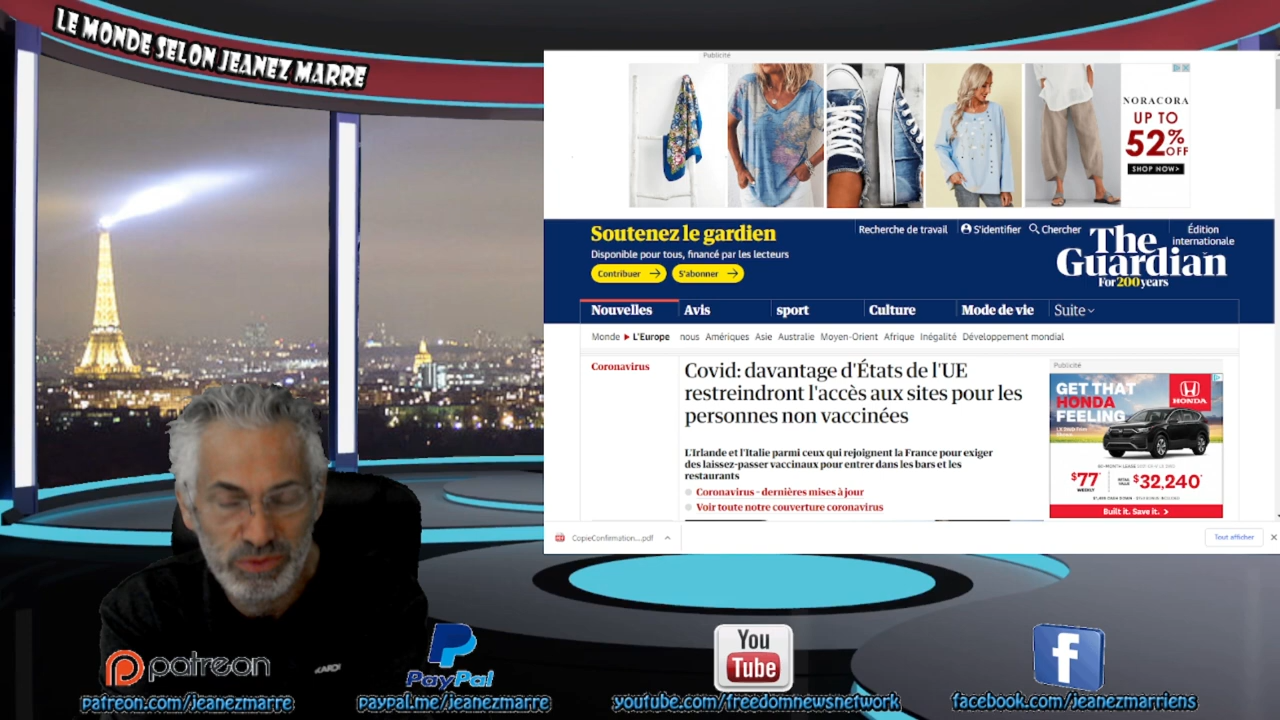 LE MONDE SELON JEANEZ MARRE
Publicité
NORACORA
UP TO
52% OFF
SHOP NOW>
Soutenez le gardien
Disponible pour tous, financé par les lecteurs
Contribuer →
S'abonner →
Recherche de travail
S'identifier
Chercher
The Guardian
For 200 years
Édition internationale
Nouvelles Avis sport Culture Mode de vie Suite
Monde ▸ L'Europe nous Amériques Asie Australie Moyen-Orient Afrique Inégalité Développement mondial
Coronavirus
Covid: davantage d'États de l'UE
restreindront l'accès aux sites pour les
personnes non vaccinées
L'Irlande et l'Italie parmi ceux qui rejoignent la France pour exiger
des laissez-passer vaccinaux pour entrer dans les bars et les
restaurants
Coronavirus - dernières mises à jour
Voir toute notre couverture coronavirus
Publicité
GET THAT
HONDA
FEELING
HONDA
$77
WEEKLY
$32,240
Built it. Save it. >
CopieConfirmation....pdf
Tout afficher
patreon
patreon.com/jeanezmarre
PayPal
paypal.me/jeanezmarre
You
Tube
youtube.com/freedomnewsnetwork
f
facebook.com/jeanezmarriens